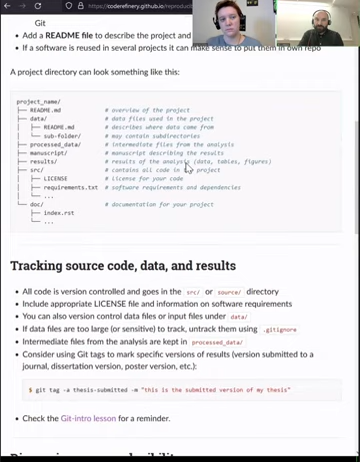 https://coderefinery.github.io/reproduc
Git
• Add a README file to describe the project and
• If a software is reused in several projects it can make sense to put them in own repo
A project directory can look something like this:
project_name/
├── README.md # overview of the project
├── data/ # data files used in the project
│ ├── README.md # describes where data came from
│ └── sub-folder/ # may contain subdirectories
├── processed_data/ # intermediate files from the analysis
├── manuscript/ # manuscript describing the results
├── results/ # results of the analysis (data, tables, figures)
├── src/ # contains all code in the project
│ ├── LICENSE # license for your code
│ ├── requirements.txt # software requirements and dependencies
│ └── ...
└── doc/ # documentation for your project
├── index.rst
└── ...
Tracking source code, data, and results
• All code is version controlled and goes in the src/ or source/ directory
• Include appropriate LICENSE file and information on software requirements
• You can also version control data files or input files under data/
• If data files are too large (or sensitive) to track, untrack them using .gitignore
• Intermediate files from the analysis are kept in processed_data/
• Consider using Git tags to mark specific versions of results (version submitted to a
journal, dissertation version, poster version, etc.):
$ git tag -a thesis-submitted -m "this is the submitted version of my thesis"
• Check the Git-intro lesson for a reminder.